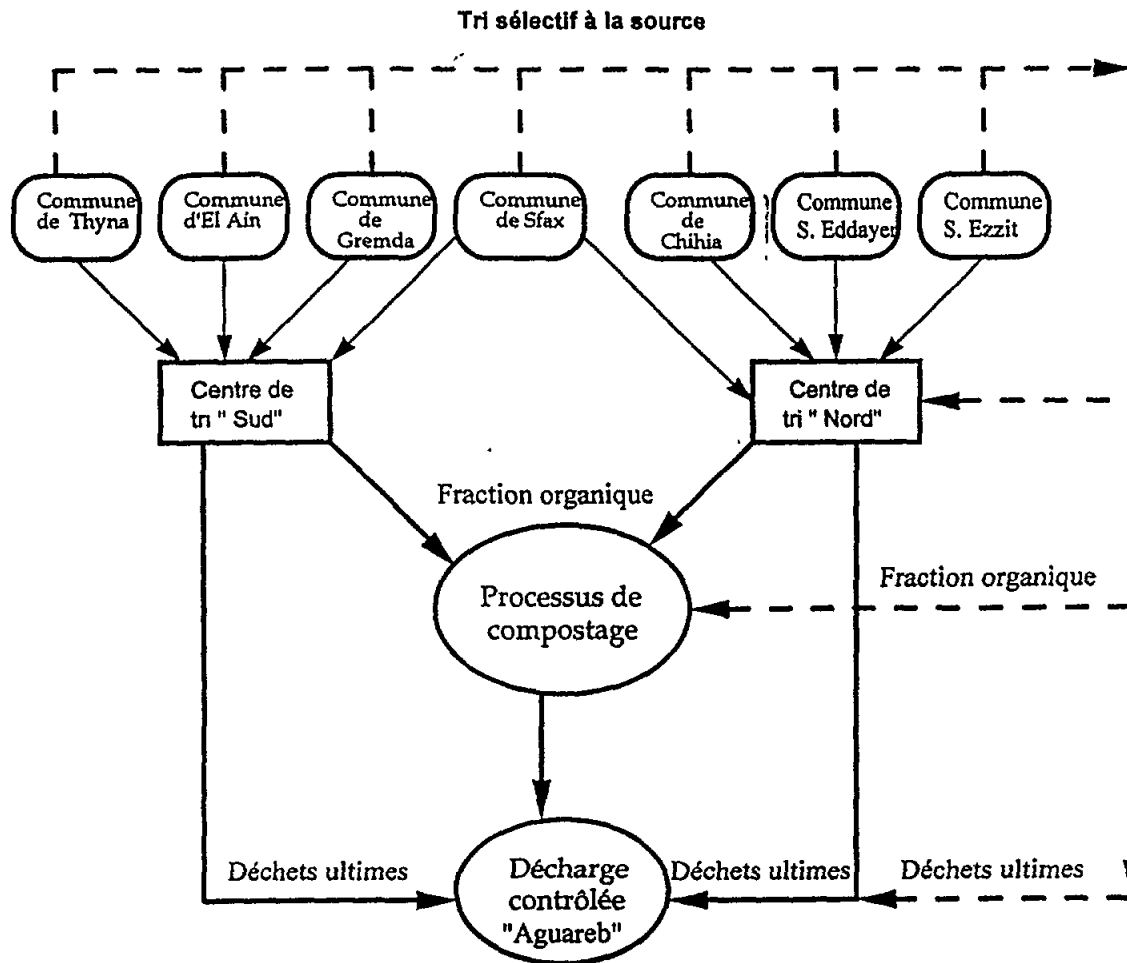 Tri sélectif à la source
Commune
de Thyna
Commune
d'El Ain
Commune
de
Gremda
Commune
de Sfax
Commune
de
Chihia
Commune
S. Eddayer
Commune
S. Ezzit
Centre de
tri " Sud"
Centre de
tri " Nord"
Fraction organique
Processus de
compostage
Fraction organique
Déchets ultimes
Décharge
contrôlée
"Aguareb"
Déchets ultimes
Déchets ultimes